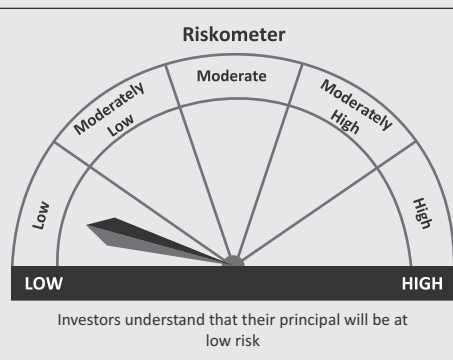 Riskometer
Moderate
Moderately
Low
Moderately
High
Low
High
LOW
HIGH
Investors understand that their principal will be at
low risk